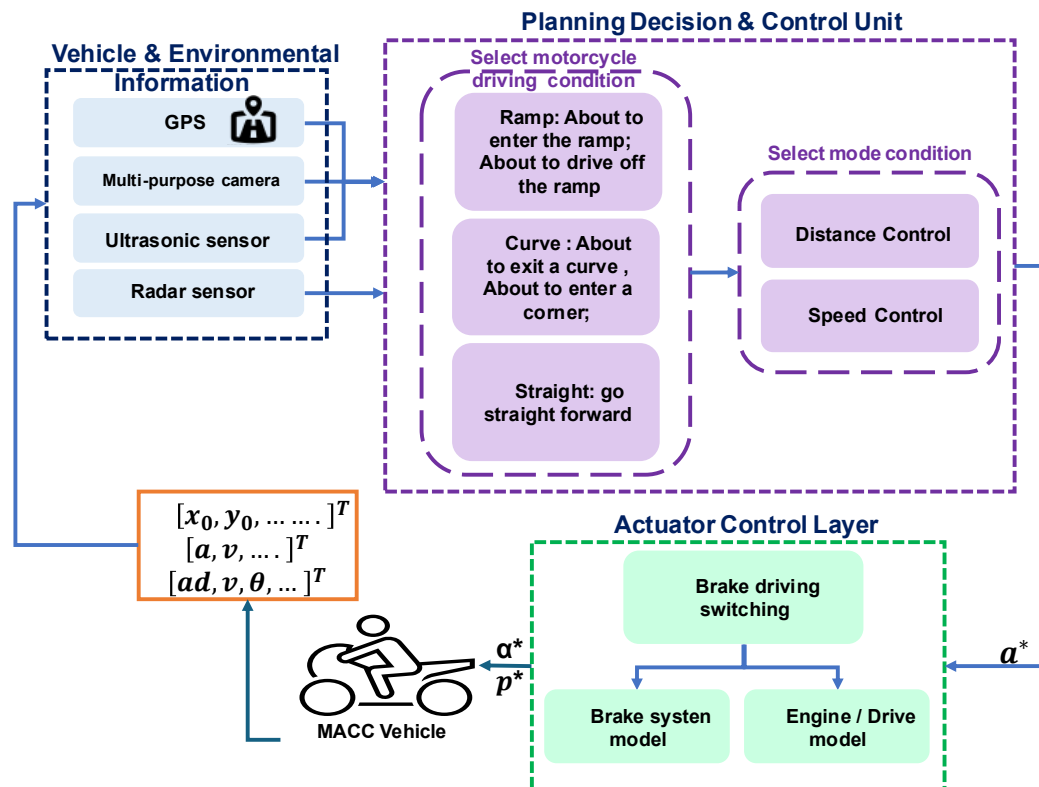 Planning Decision & Control Unit
Vehicle & Environmental
Information
GPS
Multi-purpose camera
Ultrasonic sensor
Radar sensor
Select motorcycle
driving condition
Ramp: About to
enter the ramp;
About to drive off
the ramp
Curve : About
to exit a curve ,
About to enter a
corner;
Straight: go
straight forward
Select mode condition
Distance Control
Speed Control
[x₀, y₀, … … . ]ᵀ
[a, v, … . ]ᵀ
[ad, v, θ, … ]ᵀ
Actuator Control Layer
Brake driving
switching
Brake systen
model
Engine / Drive
model
a*
α*
p*
MACC Vehicle